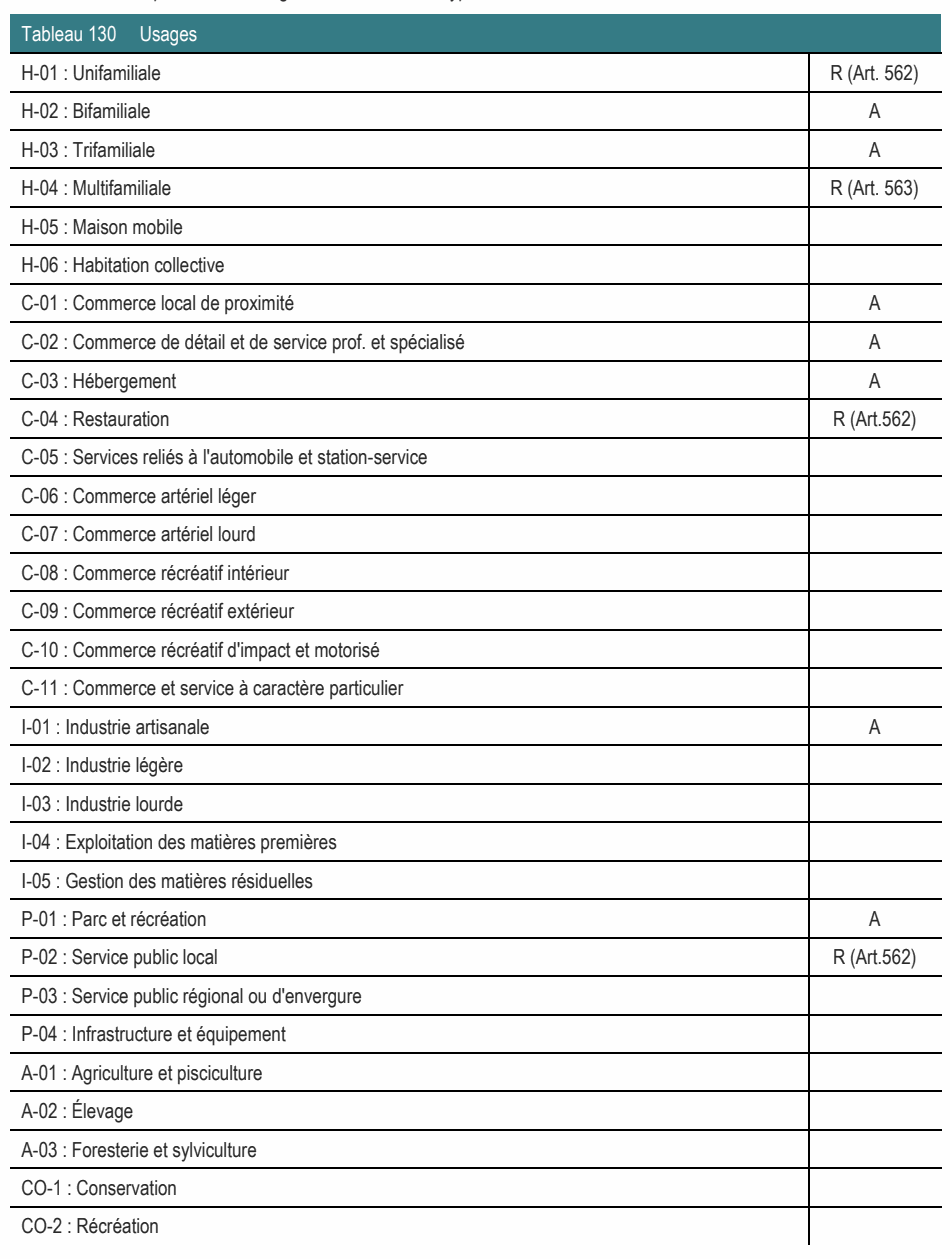 Tableau 130 Usages
H-01 : Unifamiliale R (Art. 562)
H-02 : Bifamiliale A
H-03 : Trifamiliale A
H-04 : Multifamiliale R (Art. 563)
H-05 : Maison mobile
H-06 : Habitation collective
C-01 : Commerce local de proximité A
C-02 : Commerce de détail et de service prof. et spécialisé A
C-03 : Hébergement A
C-04 : Restauration R (Art.562)
C-05 : Services reliés à l'automobile et station-service
C-06 : Commerce artériel léger
C-07 : Commerce artériel lourd
C-08 : Commerce récréatif intérieur
C-09 : Commerce récréatif extérieur
C-10 : Commerce récréatif d'impact et motorisé
C-11 : Commerce et service à caractère particulier
I-01 : Industrie artisanale A
I-02 : Industrie légère
I-03 : Industrie lourde
I-04 : Exploitation des matières premières
I-05 : Gestion des matières résiduelles
P-01 : Parc et récréation A
P-02 : Service public local R (Art.562)
P-03 : Service public régional ou d'envergure
P-04 : Infrastructure et équipement
A-01 : Agriculture et pisciculture
A-02 : Élevage
A-03 : Foresterie et sylviculture
CO-1 : Conservation
CO-2 : Récréation